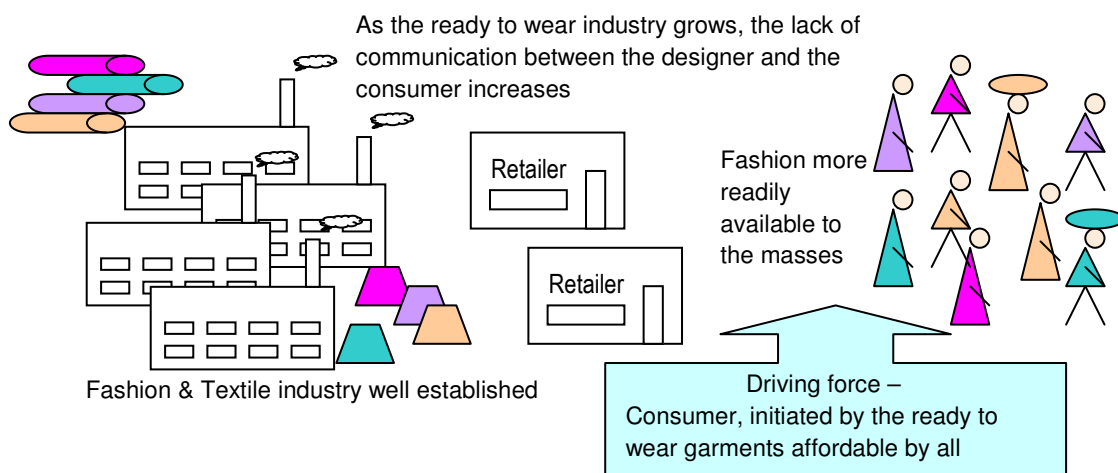 As the ready to wear industry grows, the lack of
communication between the designer and the
consumer increases
Retailer
Fashion more
readily
available to
the masses
Retailer
Fashion & Textile industry well established
Driving force –
Consumer, initiated by the ready to
wear garments affordable by all